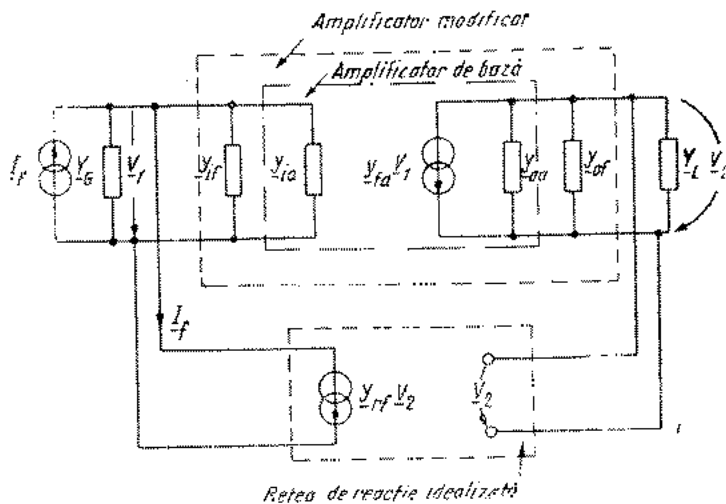 Amplificator modificat
Amplificator de bază
Y_G
V_1
y_if
y_ia
y_fa V_1
y_oa
y_of
Y_L
V_2
I_f
y_rf V_2
V_2
Rețea de reacție idealizată